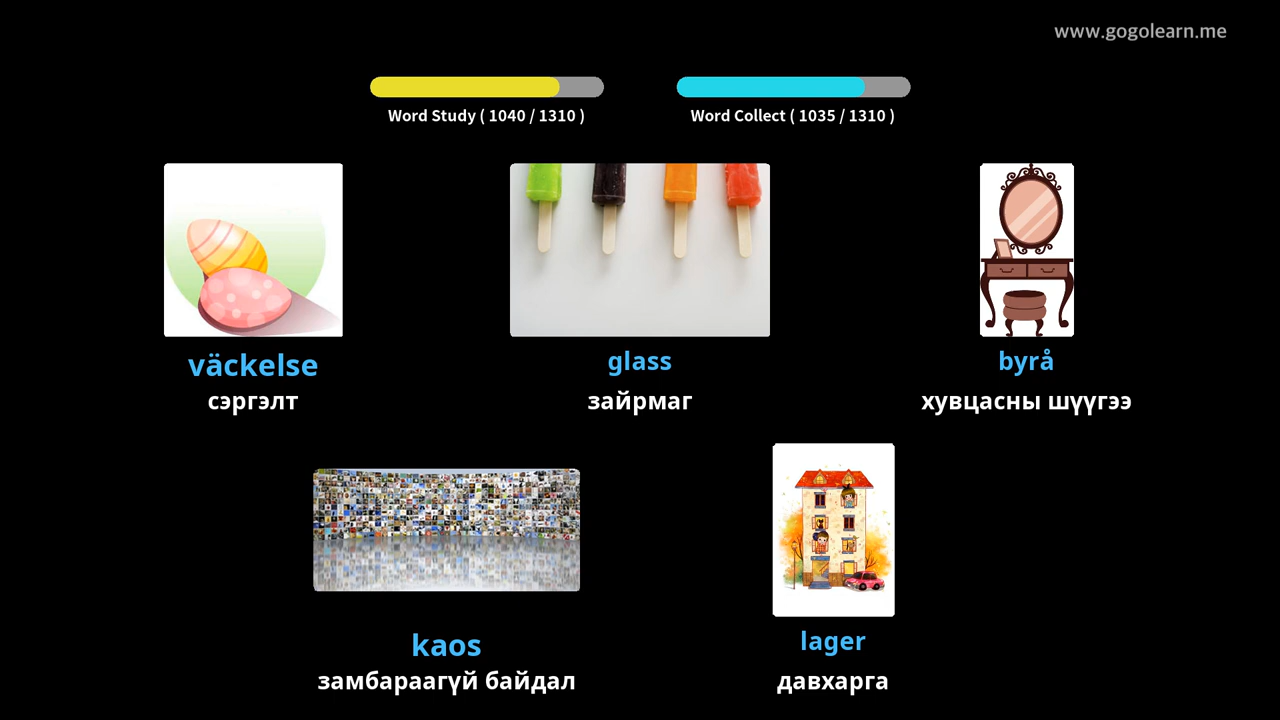 www.gogolearn.me
Word Study ( 1040 / 1310 )
Word Collect ( 1035 / 1310 )
väckelse
сэргэлт
glass
зайрмаг
byrå
хувцасны шүүгээ
kaos
замбараагүй байдал
lager
давхарга